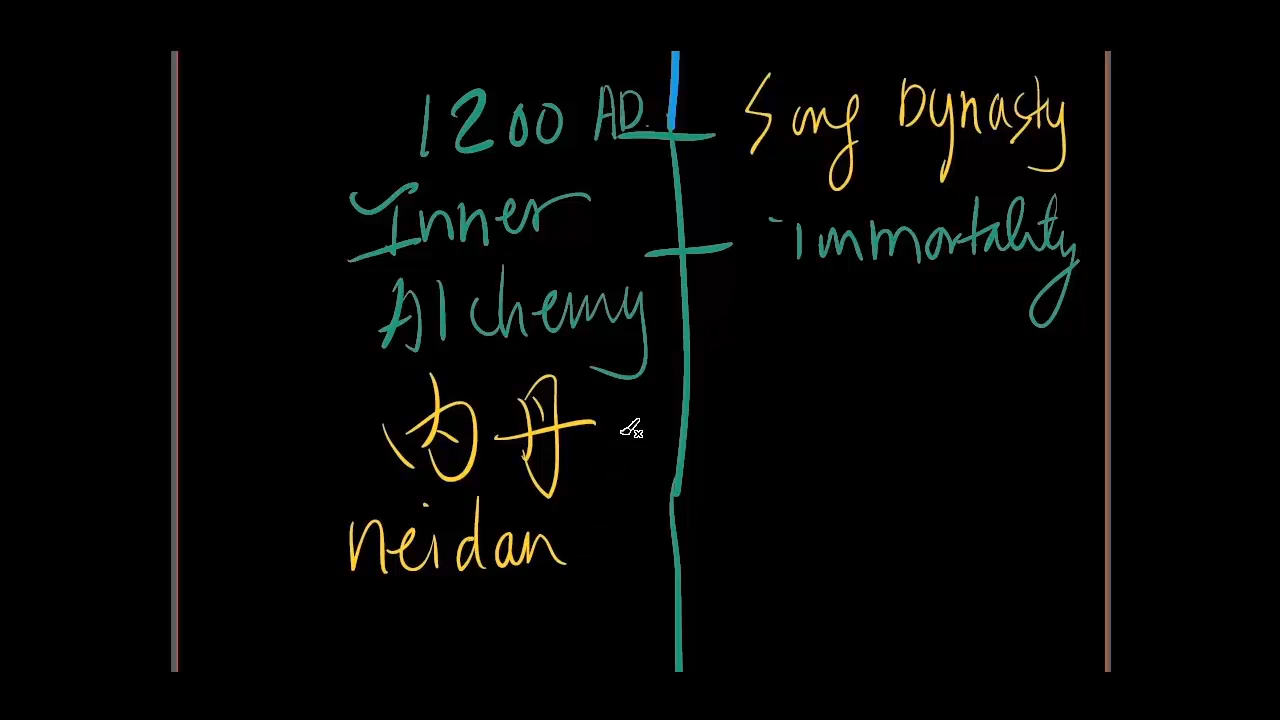 1200 AD.
Song Dynasty
Inner
Alchemy
immortality
内丹
neidan